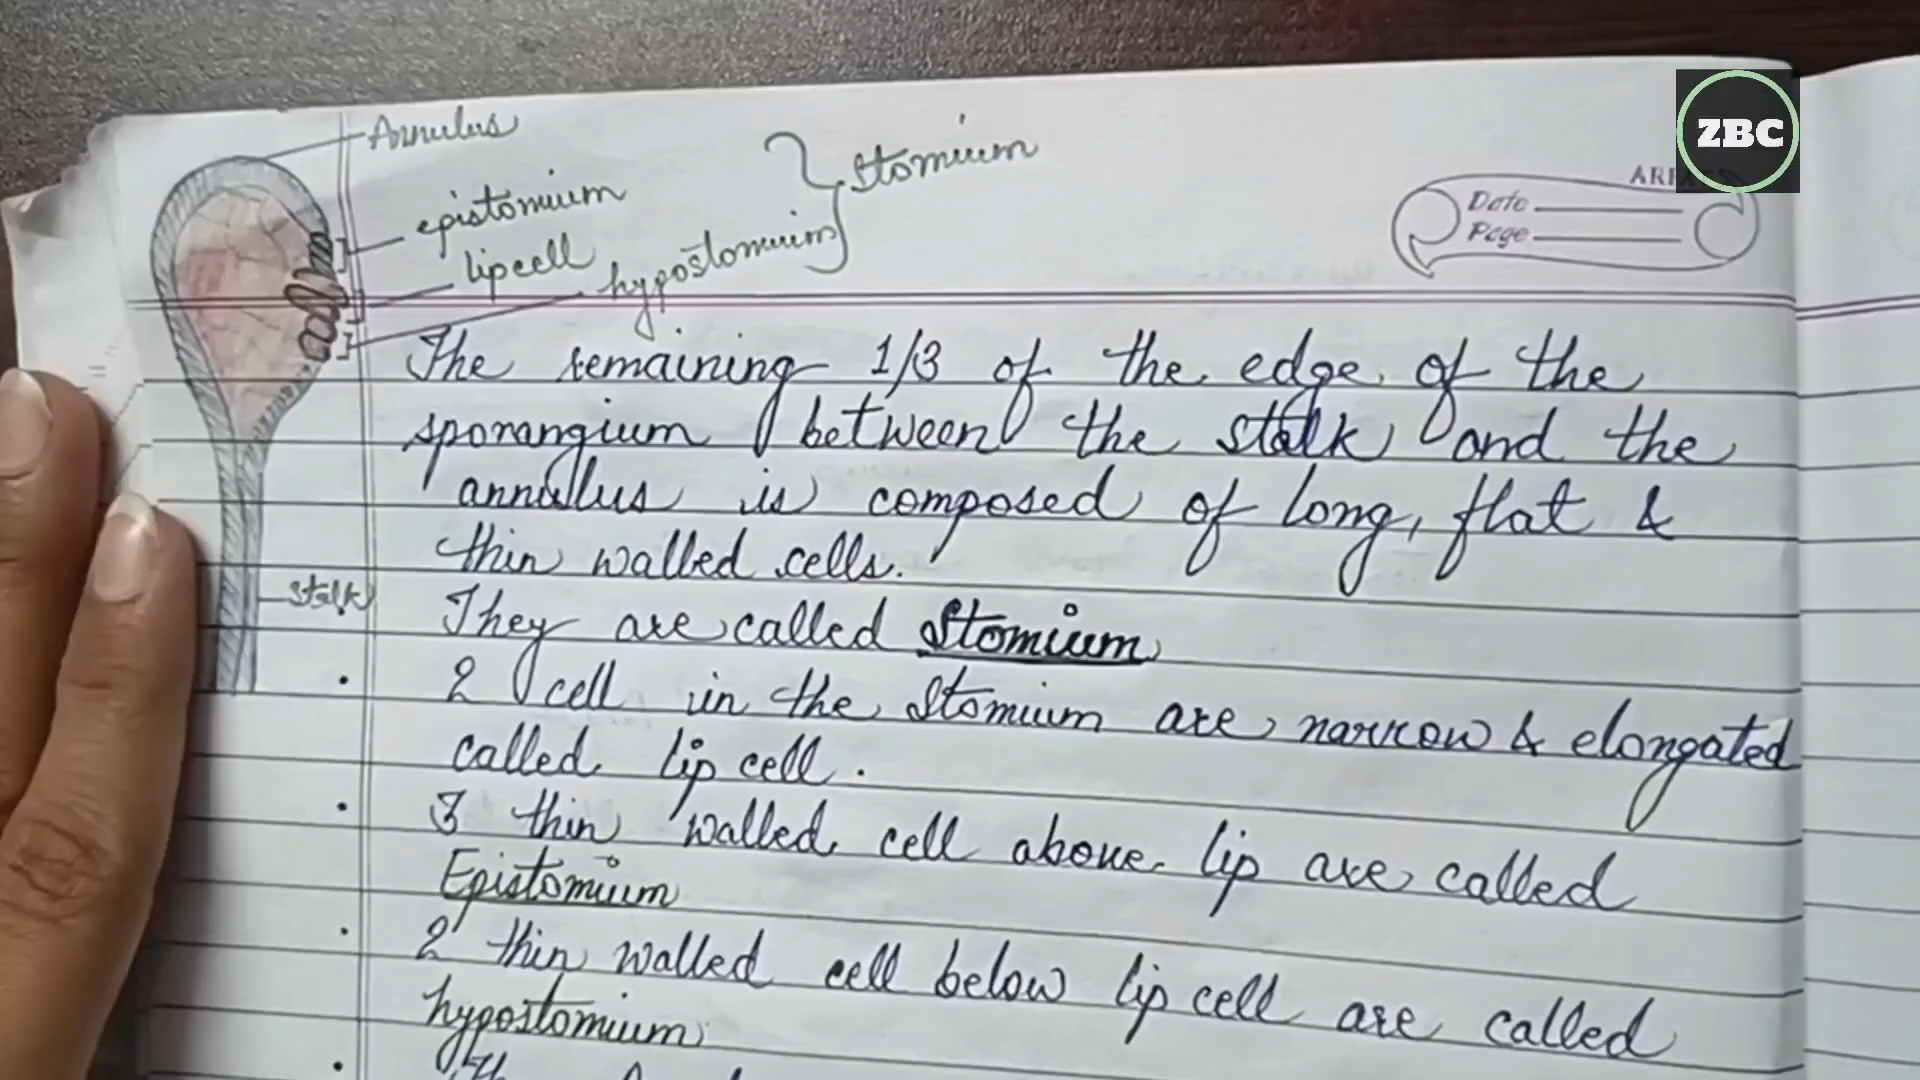 Annulus
epistomium
lip cell
hypostomium
Stomium
Stalk
ZBC
Date
Page
The remaining 1/3 of the edge of the
sporangium between the stalk and the
annulus is composed of long, flat &
thin walled cells.
They are called Stomium
2 cell in the Stomium are narrow & elongated
called lip cell.
3 thin walled cell above lip are called
Epistomium
2 thin walled cell below lip cell are called
hypostomium